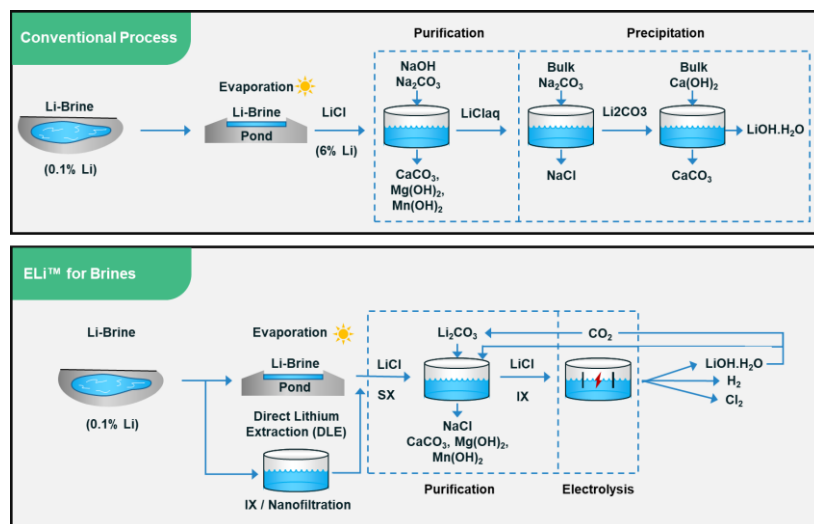 Conventional Process
Purification
Precipitation
Li-Brine
(0.1% Li)
Evaporation
Li-Brine
Pond
LiCl
(6% Li)
NaOH
Na₂CO₃
CaCO₃,
Mg(OH)₂,
Mn(OH)₂
LiClaq
Bulk
Na₂CO₃
NaCl
Li2CO3
Bulk
Ca(OH)₂
CaCO₃
LiOH.H₂O
ELi™ for Brines
Li-Brine
(0.1% Li)
Evaporation
Li-Brine
Pond
Direct Lithium
Extraction (DLE)
IX / Nanofiltration
LiCl
SX
Li₂CO₃
NaCl
CaCO₃, Mg(OH)₂,
Mn(OH)₂
Purification
LiCl
IX
Electrolysis
CO₂
LiOH.H₂O
H₂
Cl₂